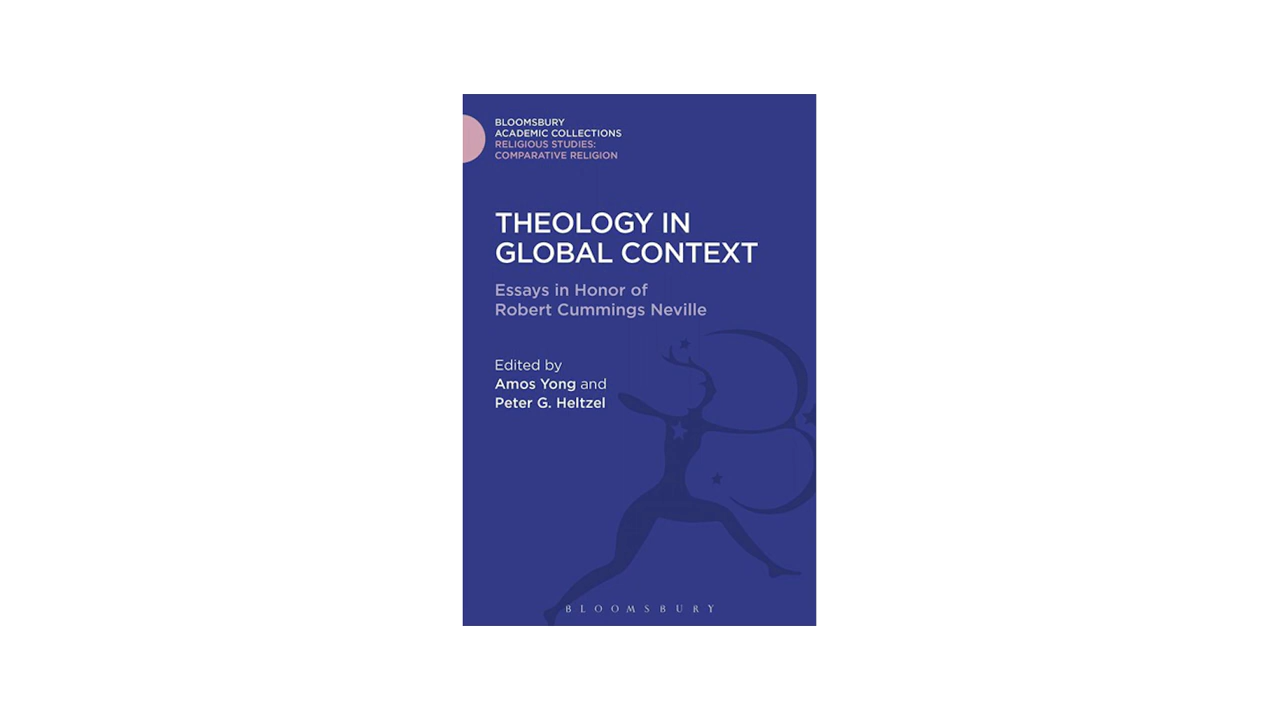 BLOOMSBURY
ACADEMIC COLLECTIONS
RELIGIOUS STUDIES:
COMPARATIVE RELIGION
THEOLOGY IN
GLOBAL CONTEXT
Essays in Honor of
Robert Cummings Neville
Edited by
Amos Yong and
Peter G. Heltzel
BLOOMSBURY